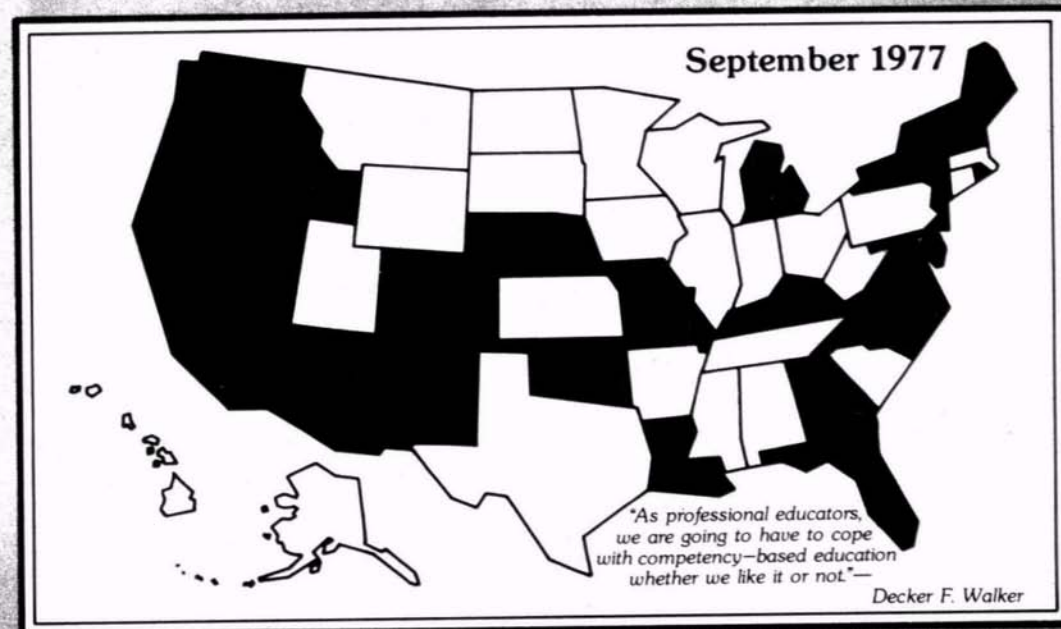 September 1977
"As professional educators,
we are going to have to cope
with competency—based education
whether we like it or not."—
Decker F. Walker